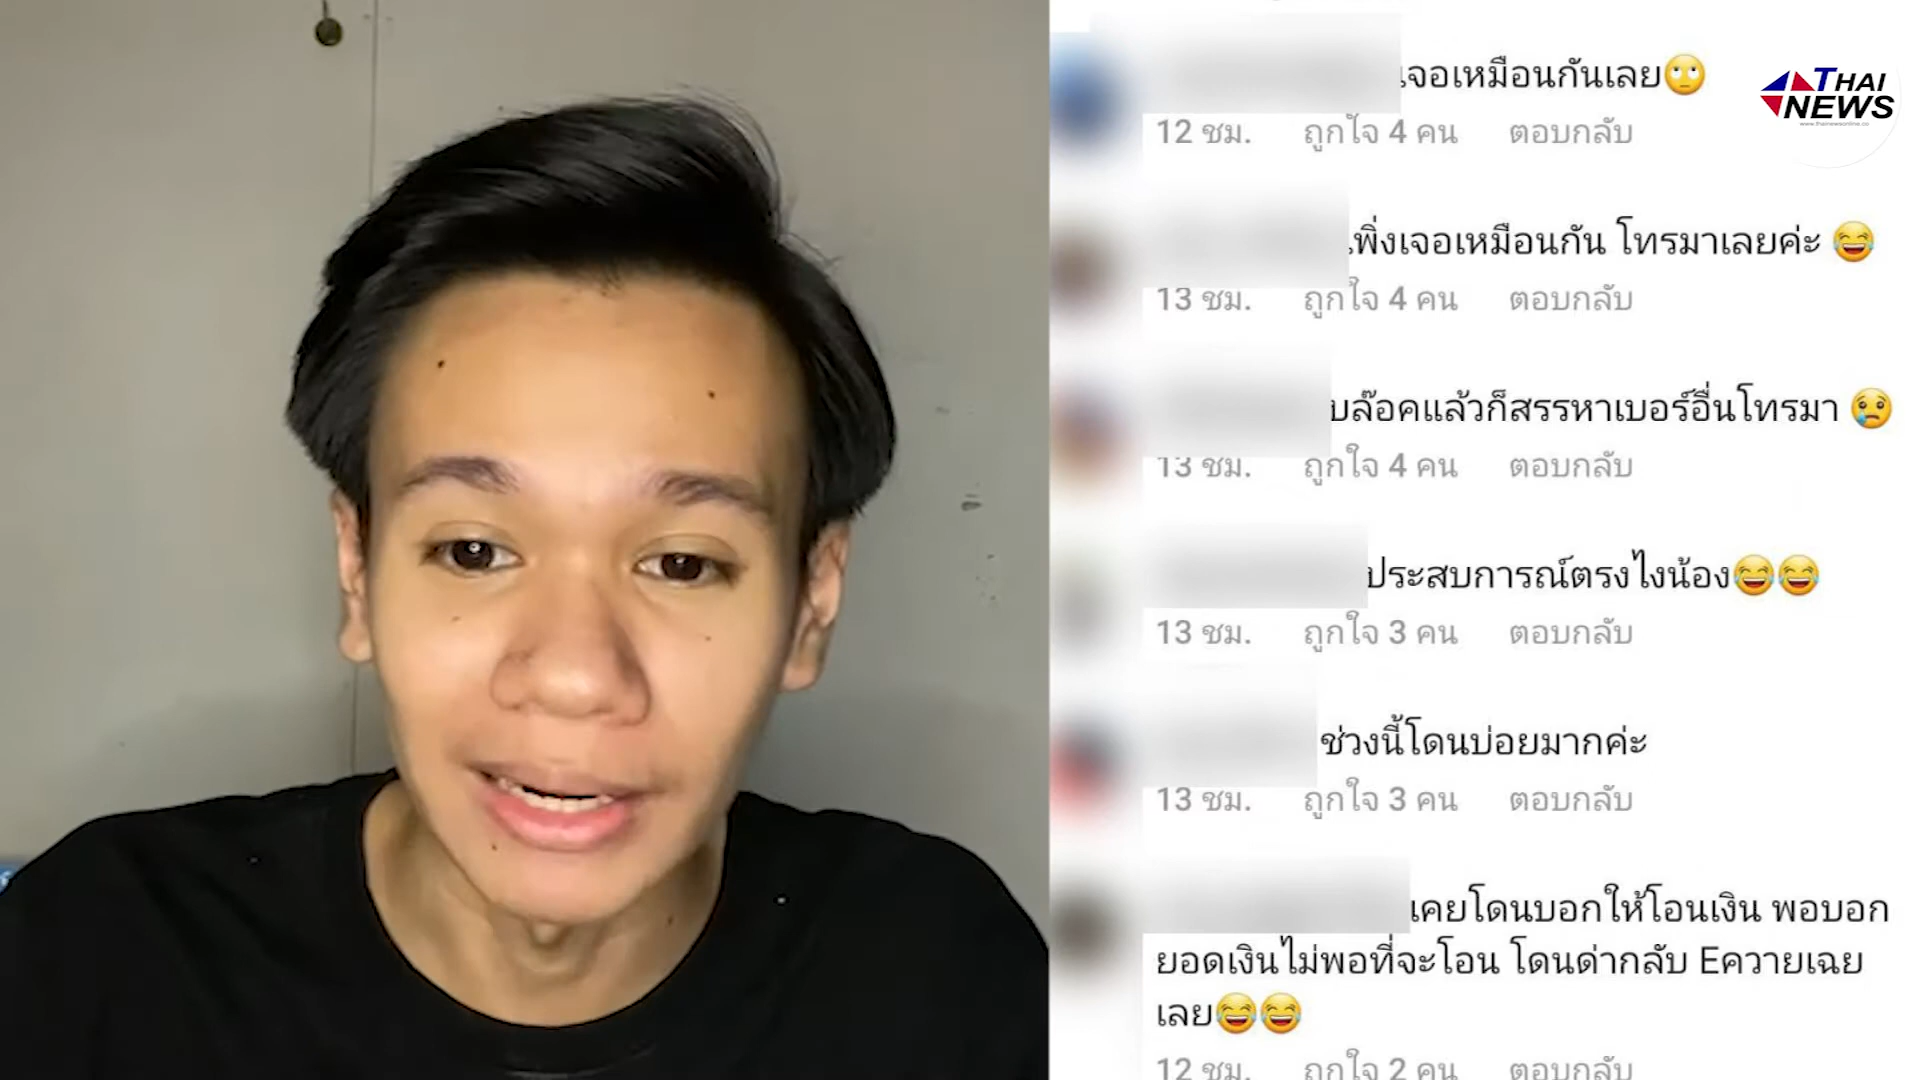 เจอเหมือนกันเลย🙄
12 ชม. ถูกใจ 4 คน ตอบกลับ
THAI
NEWS
www.thainewsonline.co
เพิ่งเจอเหมือนกัน โทรมาเลยค่ะ 😂
13 ชม. ถูกใจ 4 คน ตอบกลับ
บล๊อคแล้วก็สรรหาเบอร์อื่นโทรมา 😢
13 ชม. ถูกใจ 4 คน ตอบกลับ
ประสบการณ์ตรงไงน้อง😂😂
13 ชม. ถูกใจ 3 คน ตอบกลับ
ช่วงนี้โดนบ่อยมากค่ะ
13 ชม. ถูกใจ 3 คน ตอบกลับ
เคยโดนบอกให้โอนเงิน พอบอก
ยอดเงินไม่พอที่จะโอน โดนด่ากลับ Eควายเฉย
เลย😂😂
12 ชม. ถูกใจ 2 คน ตอบกลับ